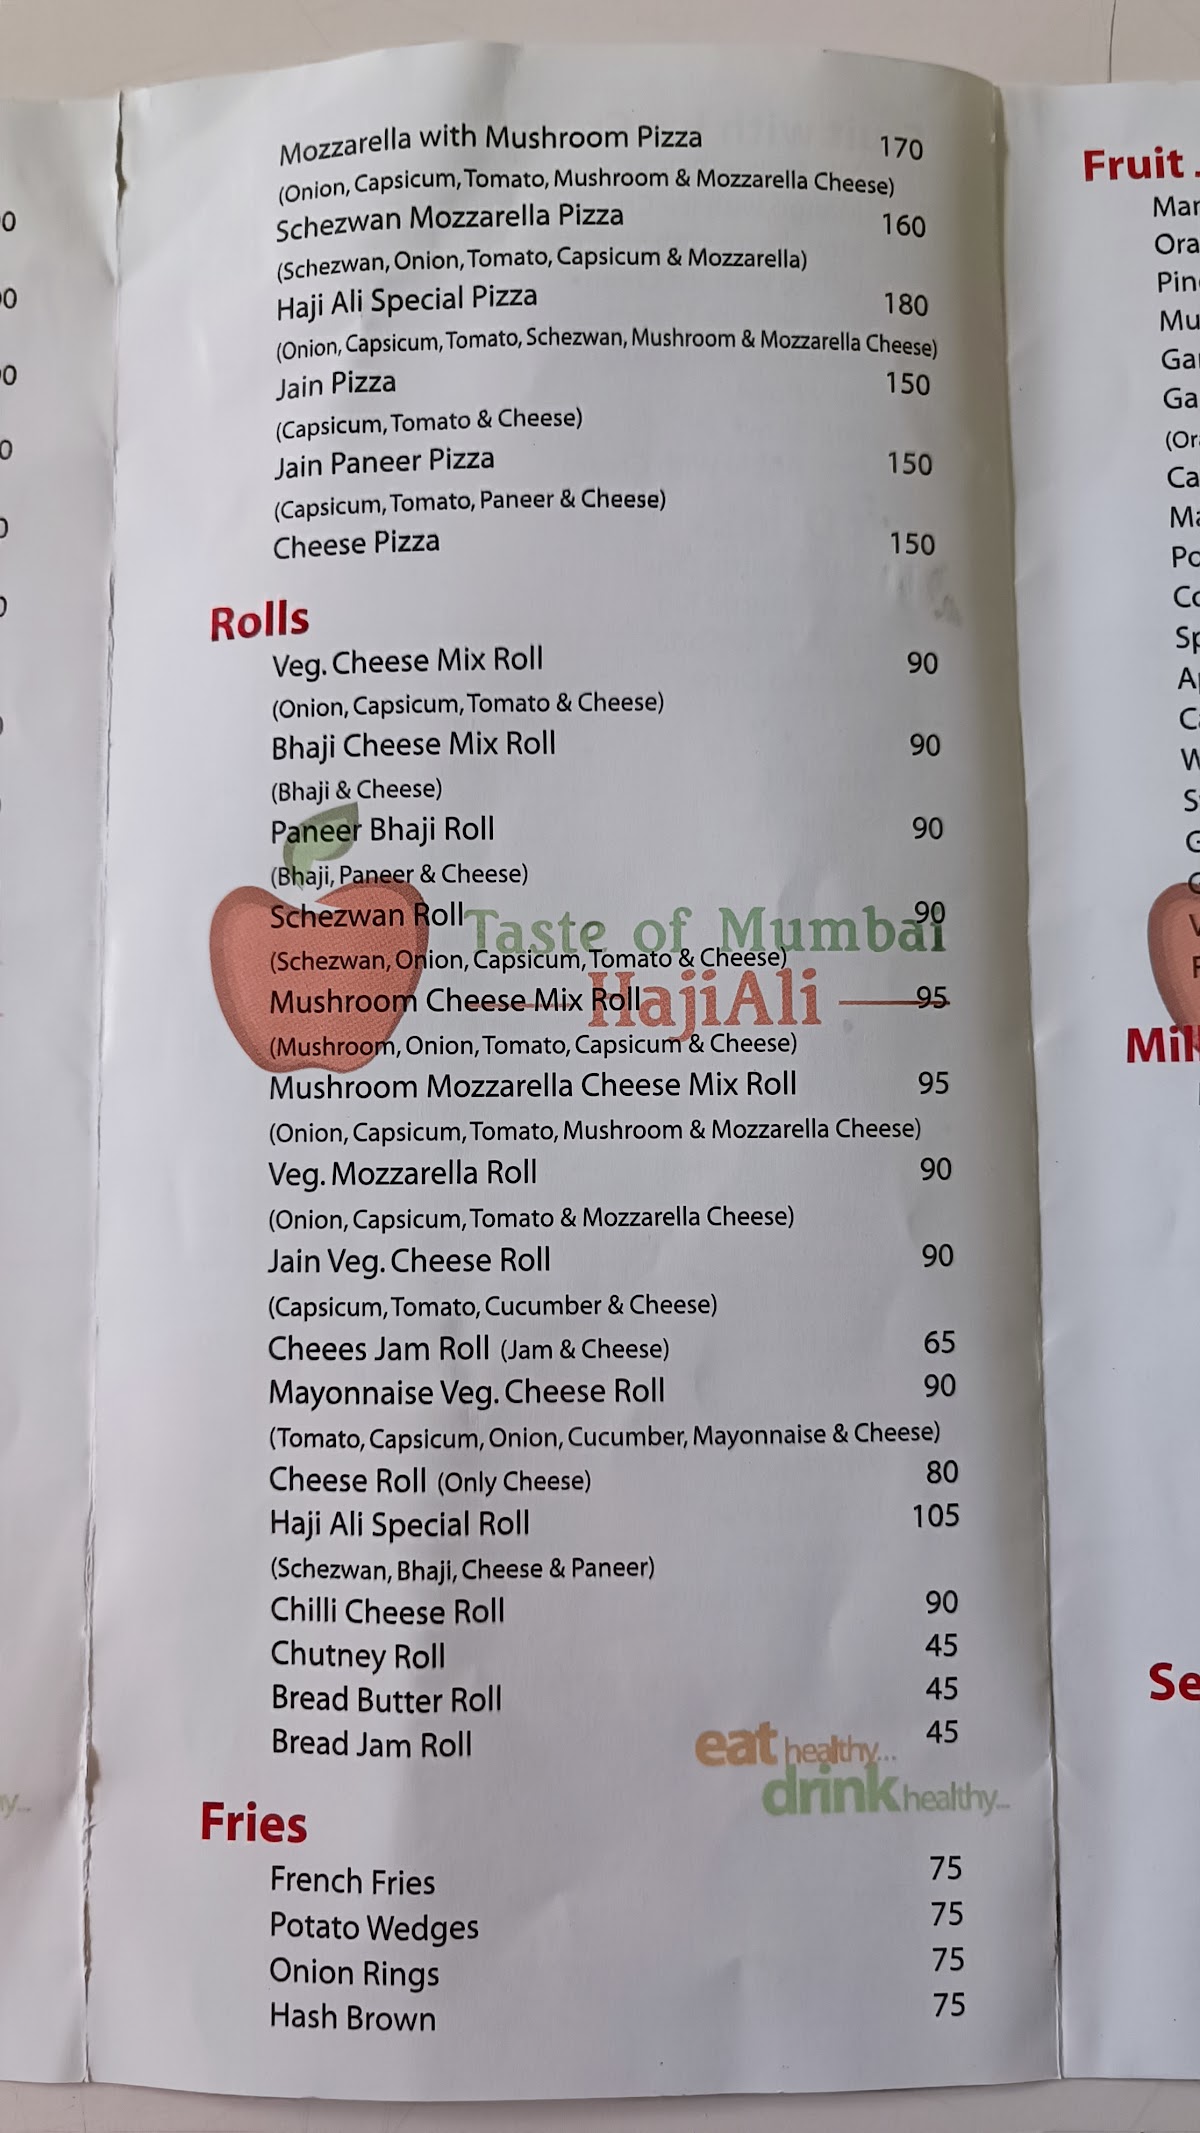 Mozzarella with Mushroom Pizza 170
(Onion, Capsicum, Tomato, Mushroom & Mozzarella Cheese)
Schezwan Mozzarella Pizza 160
(Schezwan, Onion, Tomato, Capsicum & Mozzarella)
Haji Ali Special Pizza 180
(Onion, Capsicum, Tomato, Schezwan, Mushroom & Mozzarella Cheese)
Jain Pizza 150
(Capsicum, Tomato & Cheese)
Jain Paneer Pizza 150
(Capsicum, Tomato, Paneer & Cheese)
Cheese Pizza 150
Rolls
Veg. Cheese Mix Roll 90
(Onion, Capsicum, Tomato & Cheese)
Bhaji Cheese Mix Roll 90
(Bhaji & Cheese)
Paneer Bhaji Roll 90
(Bhaji, Paneer & Cheese)
Schezwan Roll 90
Taste of Mumbai
(Schezwan, Onion, Capsicum, Tomato & Cheese)
Mushroom Cheese Mix Roll 95
HajiAli
(Mushroom, Onion, Tomato, Capsicum & Cheese)
Mushroom Mozzarella Cheese Mix Roll 95
(Onion, Capsicum, Tomato, Mushroom & Mozzarella Cheese)
Veg. Mozzarella Roll 90
(Onion, Capsicum, Tomato & Mozzarella Cheese)
Jain Veg. Cheese Roll 90
(Capsicum, Tomato, Cucumber & Cheese)
Cheees Jam Roll (Jam & Cheese) 65
Mayonnaise Veg. Cheese Roll 90
(Tomato, Capsicum, Onion, Cucumber, Mayonnaise & Cheese)
Cheese Roll (Only Cheese) 80
Haji Ali Special Roll 105
(Schezwan, Bhaji, Cheese & Paneer)
Chilli Cheese Roll 90
Chutney Roll 45
Bread Butter Roll 45
Bread Jam Roll 45
eat healthy...
drink healthy...
Fries
French Fries 75
Potato Wedges 75
Onion Rings 75
Hash Brown 75
Fruit